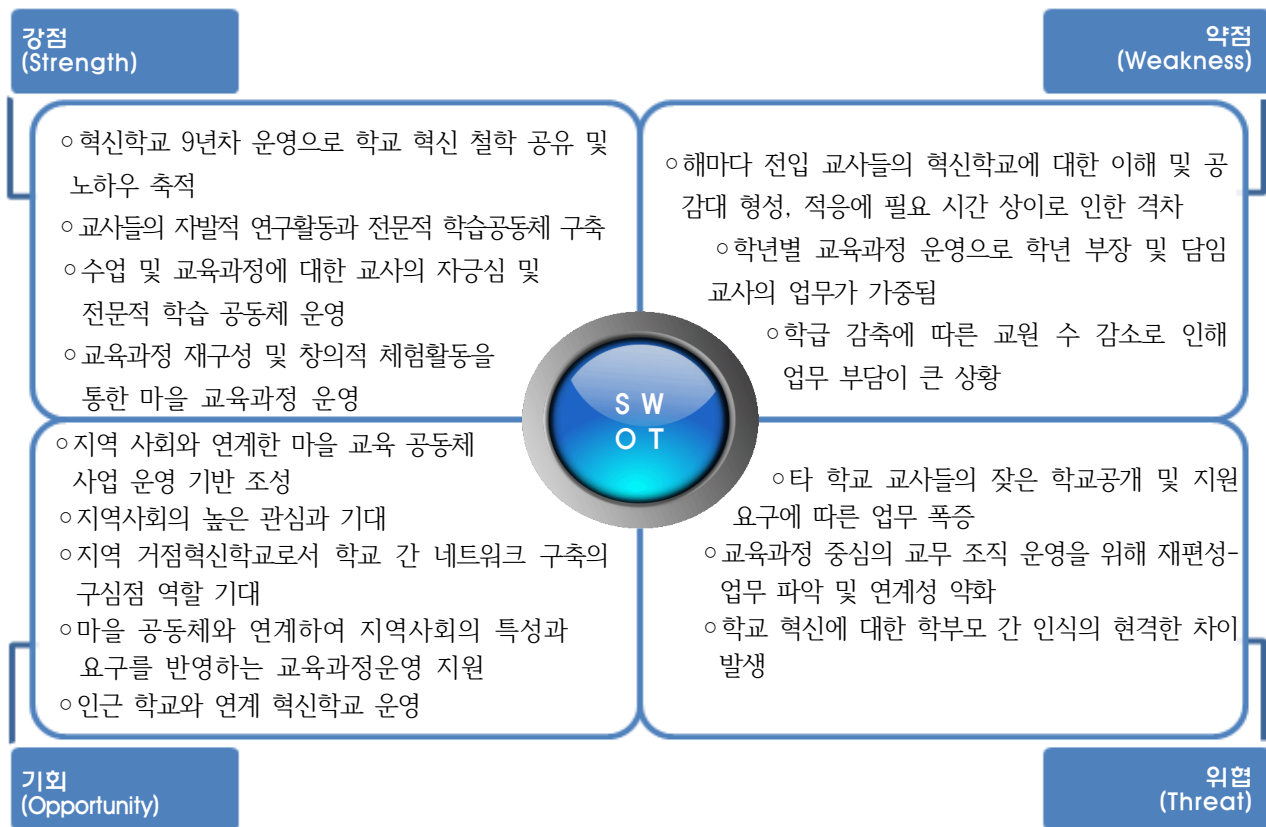 강점
(Strength)
◦혁신학교 9년차 운영으로 학교 혁신 철학 공유 및
노하우 축적
◦교사들의 자발적 연구활동과 전문적 학습공동체 구축
◦수업 및 교육과정에 대한 교사의 자긍심 및
전문적 학습 공동체 운영
◦교육과정 재구성 및 창의적 체험활동을
통한 마을 교육과정 운영
약점
(Weakness)
◦해마다 전입 교사들의 혁신학교에 대한 이해 및 공
감대 형성, 적응에 필요 시간 상이로 인한 격차
◦학년별 교육과정 운영으로 학년 부장 및 담임
교사의 업무가 가중됨
◦학급 감축에 따른 교원 수 감소로 인해
업무 부담이 큰 상황
S W
O T
◦지역 사회와 연계한 마을 교육 공동체
사업 운영 기반 조성
◦지역사회의 높은 관심과 기대
◦지역 거점혁신학교로서 학교 간 네트워크 구축의
구심점 역할 기대
◦마을 공동체와 연계하여 지역사회의 특성과
요구를 반영하는 교육과정운영 지원
◦인근 학교와 연계 혁신학교 운영
기회
(Opportunity)
◦타 학교 교사들의 잦은 학교공개 및 지원
요구에 따른 업무 폭증
◦교육과정 중심의 교무 조직 운영을 위해 재편성-
업무 파악 및 연계성 약화
◦학교 혁신에 대한 학부모 간 인식의 현격한 차이
발생
위협
(Threat)